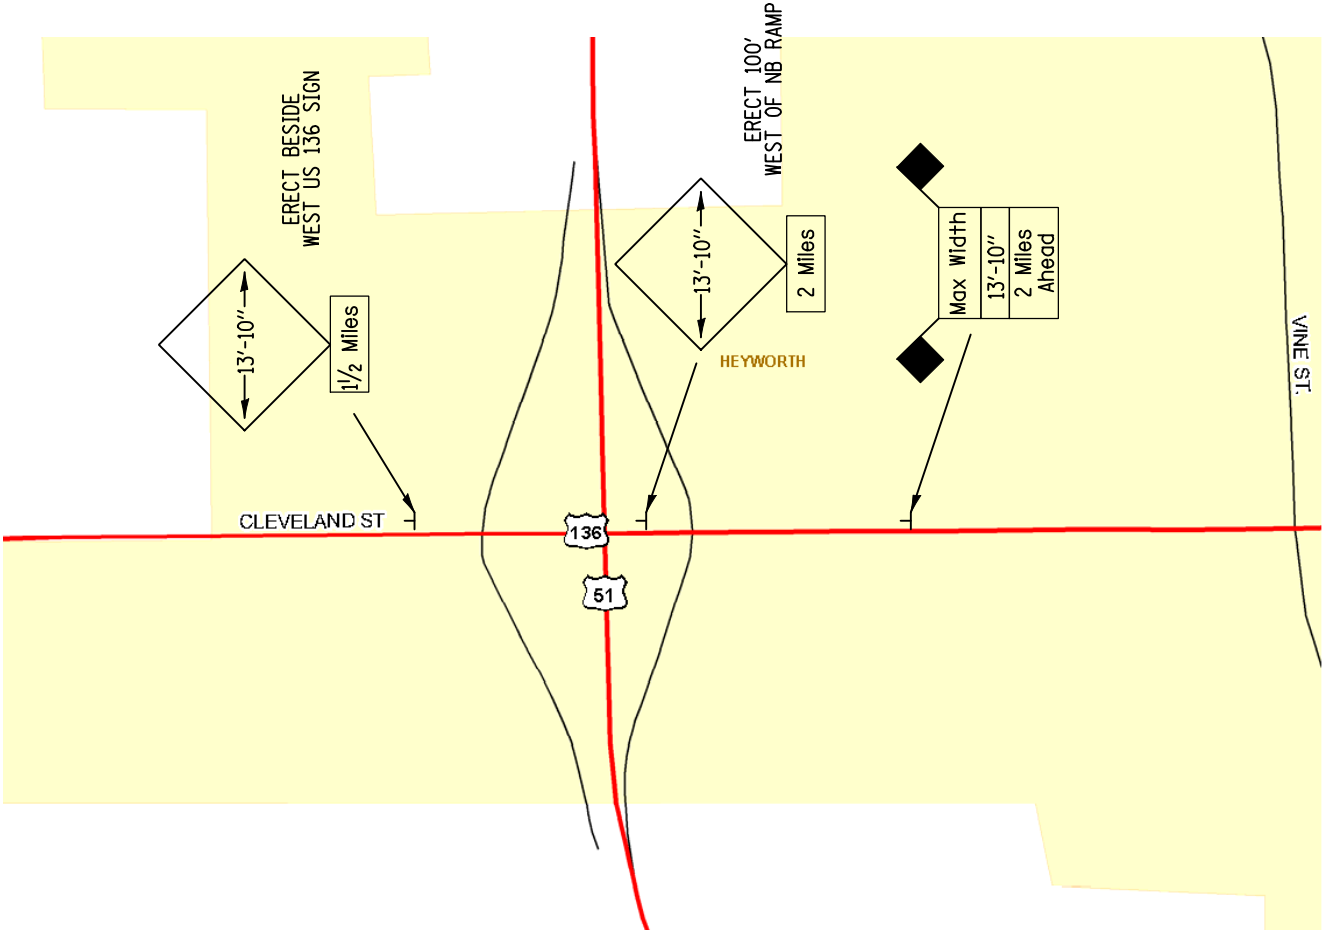 ERECT BESIDE
WEST US 136 SIGN
13'-10"
1½ Miles
ERECT 100'
WEST OF NB RAMP
13'-10"
2 Miles
HEYWORTH
Max Width
13'-10"
2 Miles
Ahead
VINE ST.
CLEVELAND ST
136
51